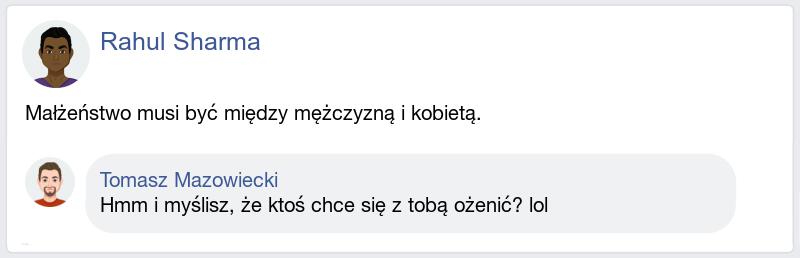 Rahul Sharma
Małżeństwo musi być między mężczyzną i kobietą.
Tomasz Mazowiecki
Hmm i myślisz, że ktoś chce się z tobą ożenić? lol